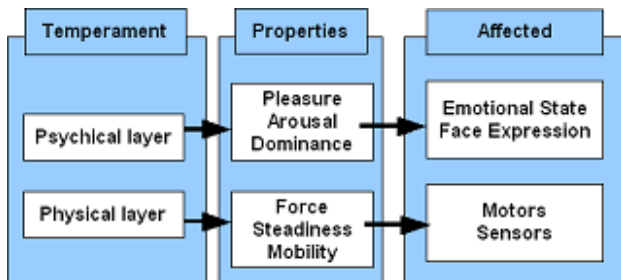 Temperament
Properties
Affected
Psychical layer
Pleasure
Arousal
Dominance
Emotional State
Face Expression
Physical layer
Force
Steadiness
Mobility
Motors
Sensors